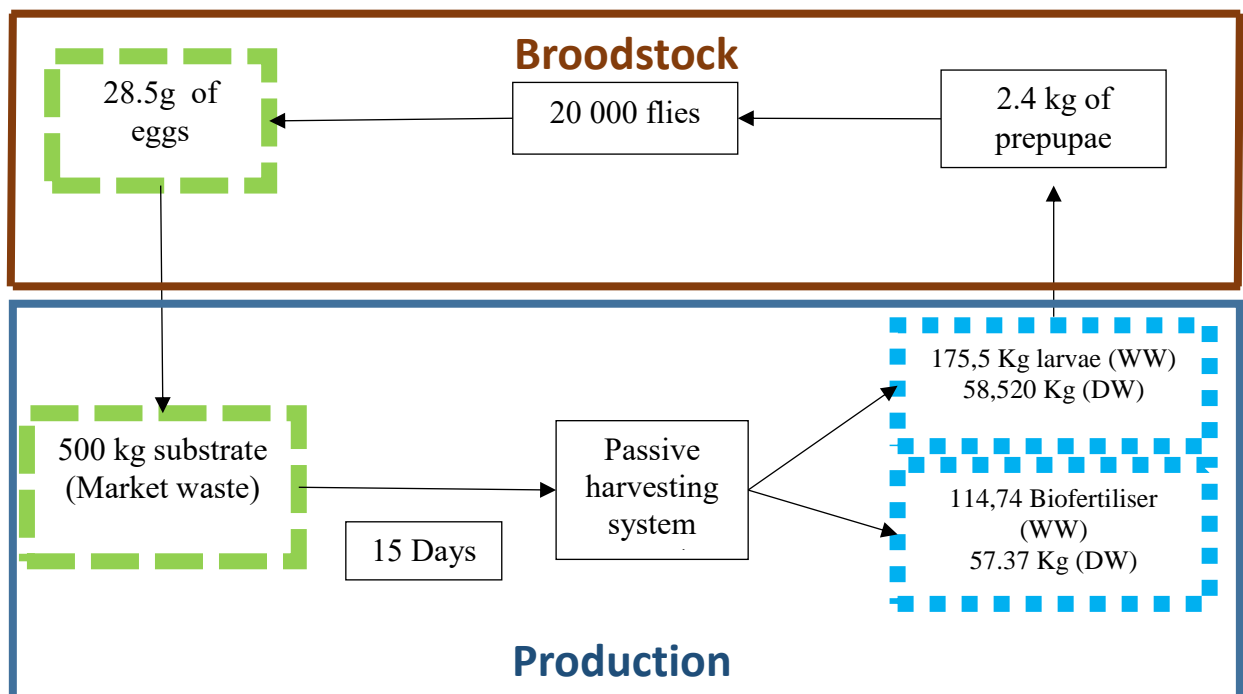 Broodstock
28.5g of
eggs
20 000 flies
2.4 kg of
prepupae
500 kg substrate
(Market waste)
15 Days
Passive
harvesting
system
175,5 Kg larvae (WW)
58,520 Kg (DW)
114,74 Biofertiliser
(WW)
57.37 Kg (DW)
Production